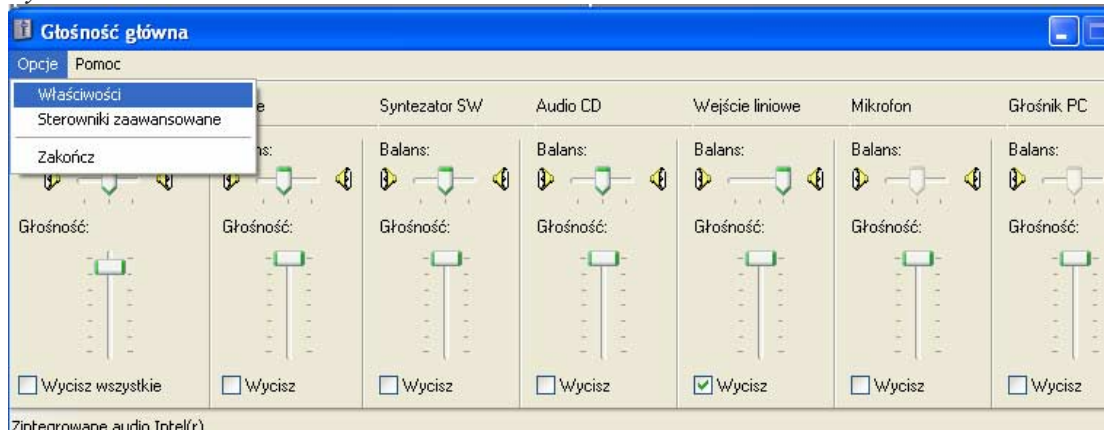 Głośność główna
Opcje Pomoc
Właściwości
Sterowniki zaawansowane
Zakończ
Syntezator SW Audio CD Wejście liniowe Mikrofon Głośnik PC
Balans: Balans: Balans: Balans: Balans:
Głośność: Głośność: Głośność: Głośność: Głośność: Głośność: Głośność:
Wycisz wszystkie Wycisz Wycisz Wycisz Wycisz Wycisz Wycisz
Zintegrowane audio Intel(r)